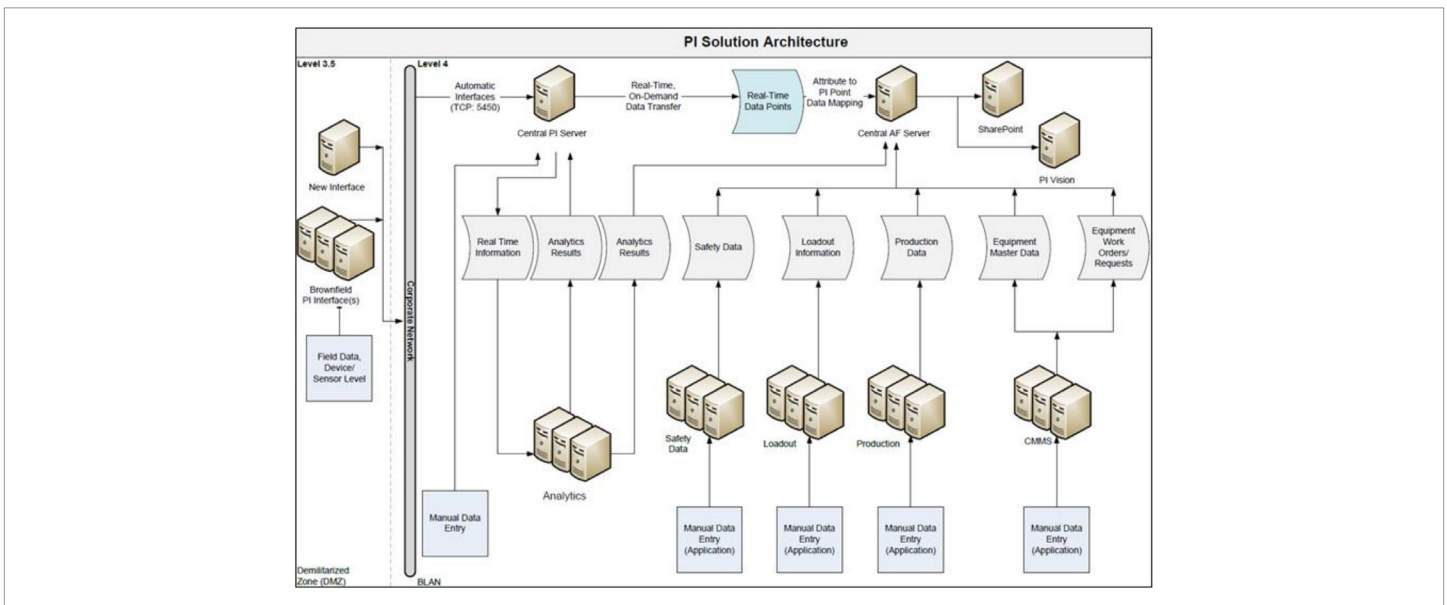 PI Solution Architecture
Level 3.5
Level 4
Automatic
Interfaces
(TCP: 5450)
Central PI Server
Real-Time,
On-Demand
Data Transfer
Real-Time
Data Points
Attribute to
PI Point
Data Mapping
Central AF Server
SharePoint
PI Vision
New Interface
Brownfield
PI Interface(s)
Field Data,
Device/
Sensor Level
Corporate Network
Real Time
Information
Analytics
Results
Analytics
Results
Safety Data
Loadout
Information
Production
Data
Equipment
Master Data
Equipment
Work
Orders/
Requests
Analytics
Safety
Data
Loadout
Production
CMMS
Manual Data
Entry
Manual Data
Entry
(Application)
Manual Data
Entry
(Application)
Manual Data
Entry
(Application)
Manual Data
Entry
(Application)
Demilitarized
Zone (DMZ)
BLAN